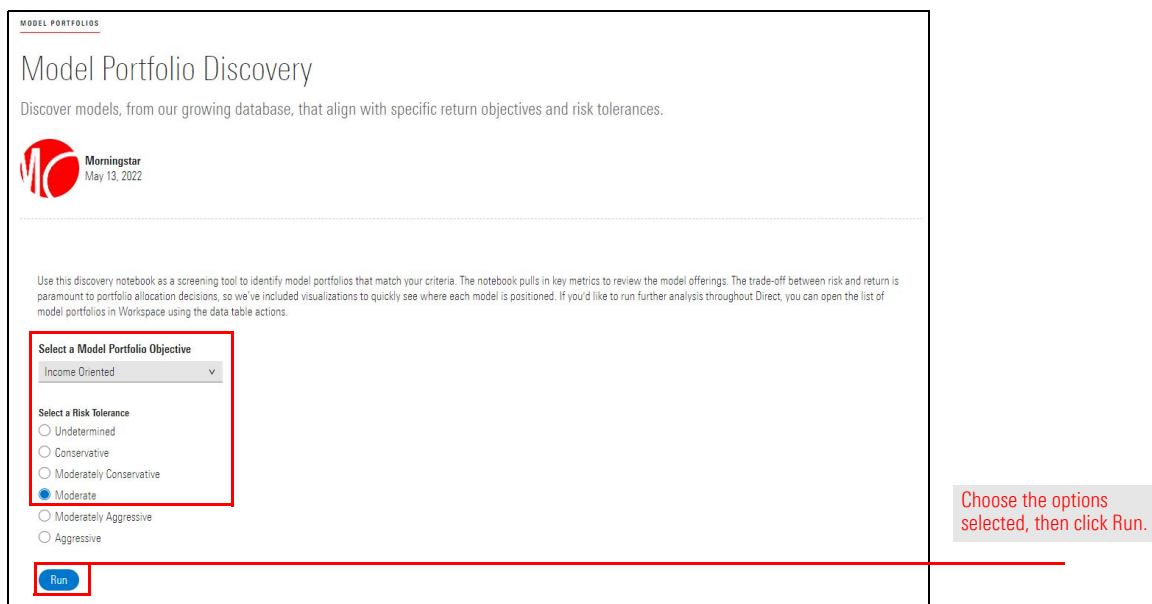 MODEL PORTFOLIOS
Model Portfolio Discovery
Discover models, from our growing database, that align with specific return objectives and risk tolerances.
Morningstar
May 13, 2022
Use this discovery notebook as a screening tool to identify model portfolios that match your criteria. The notebook pulls in key metrics to review the model offerings. The trade-off between risk and return is
paramount to portfolio allocation decisions, so we've included visualizations to quickly see where each model is positioned. If you'd like to run further analysis throughout Direct, you can open the list of
model portfolios in Workspace using the data table actions.
Select a Model Portfolio Objective
Income Oriented
Select a Risk Tolerance
Undetermined
Conservative
Moderately Conservative
Moderate
Moderately Aggressive
Aggressive
Run
Choose the options
selected, then click Run.